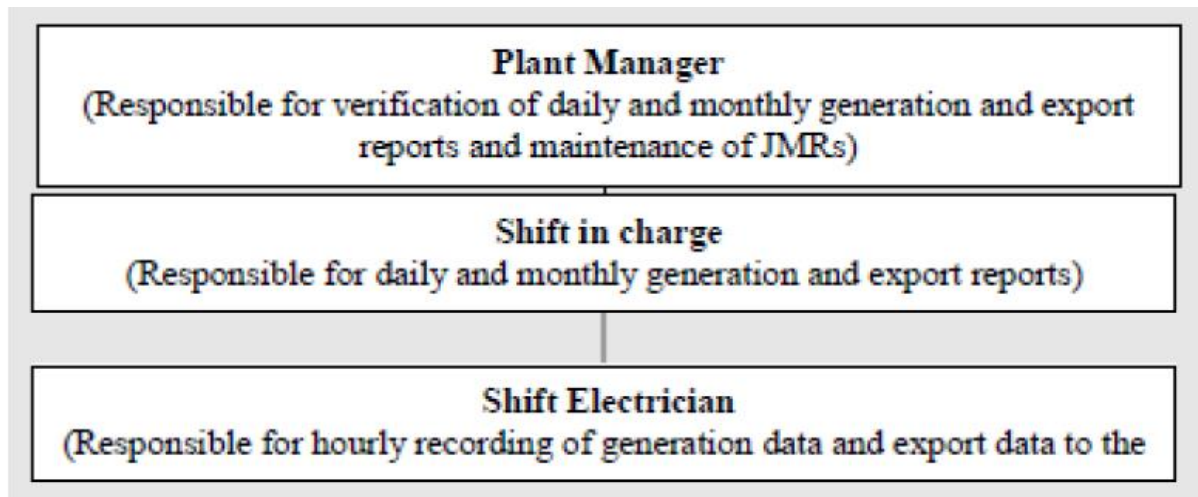 Plant Manager
(Responsible for verification of daily and monthly generation and export
reports and maintenance of JMRs)
Shift in charge
(Responsible for daily and monthly generation and export reports)
Shift Electrician
(Responsible for hourly recording of generation data and export data to the